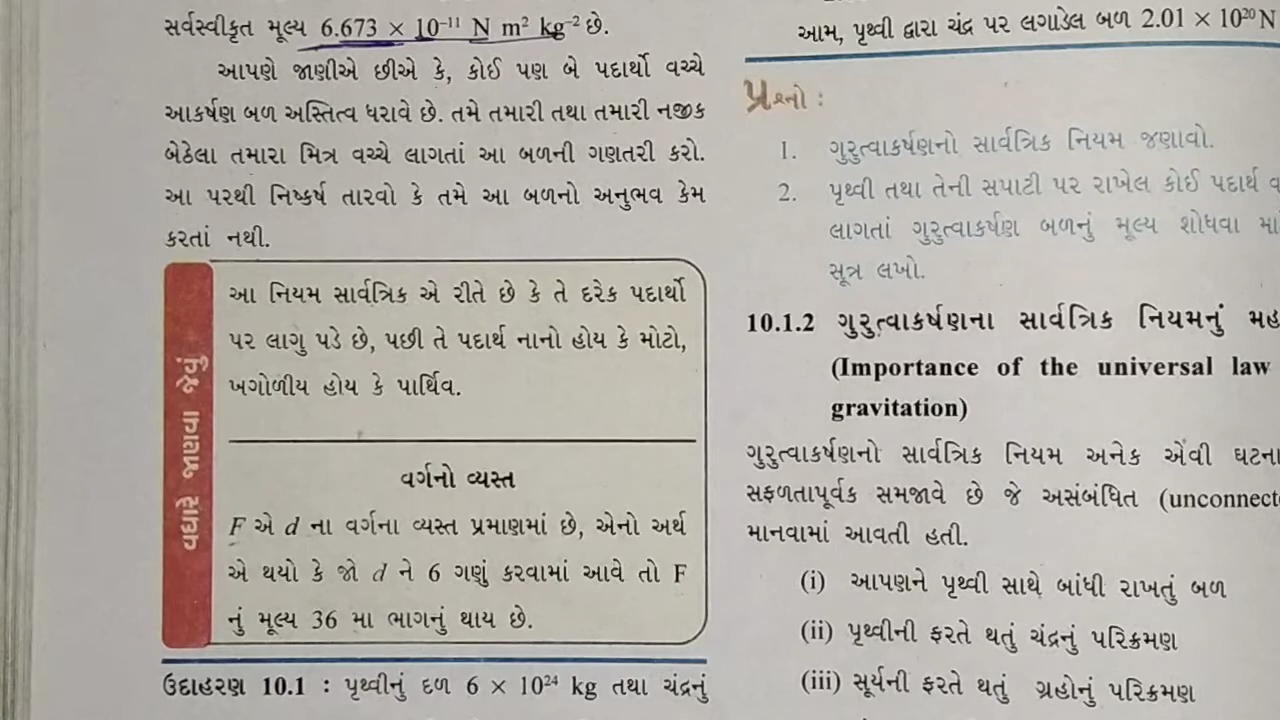 સર્વસ્વીકૃત મૂલ્ય 6.673 × 10⁻¹¹ N m² kg⁻² છે.
આપણે જાણીએ છીએ કે, કોઈ પણ બે પદાર્થો વચ્ચે
આકર્ષણ બળ અસ્તિત્વ ધરાવે છે. તમે તમારી તથા તમારી નજીક
બેઠેલા તમારા મિત્ર વચ્ચે લાગતાં આ બળની ગણતરી કરો.
આ પરથી નિષ્કર્ષ તારવો કે તમે આ બળનો અનુભવ કેમ
કરતાં નથી.
વધારે જાણવા જેવું
આ નિયમ સાર્વત્રિક એ રીતે છે કે તે દરેક પદાર્થો
પર લાગુ પડે છે, પછી તે પદાર્થ નાનો હોય કે મોટો,
ખગોળીય હોય કે પાર્થિવ.
વર્ગનો વ્યસ્ત
F એ d ના વર્ગના વ્યસ્ત પ્રમાણમાં છે, એનો અર્થ
એ થયો કે જો d ને 6 ગણું કરવામાં આવે તો F
નું મૂલ્ય 36 મા ભાગનું થાય છે.
ઉદાહરણ 10.1 : પૃથ્વીનું દળ 6 × 10²⁴ kg તથા ચંદ્રનું
આમ, પૃથ્વી દ્વારા ચંદ્ર પર લગાડેલ બળ 2.01 × 10²⁰ N
પ્રશ્નો :
1. ગુરુત્વાકર્ષણનો સાર્વત્રિક નિયમ જણાવો.
2. પૃથ્વી તથા તેની સપાટી પર રાખેલ કોઈ પદાર્થ
લાગતાં ગુરુત્વાકર્ષણ બળનું મૂલ્ય શોધવા
સૂત્ર લખો.
10.1.2 ગુરુત્વાકર્ષણના સાર્વત્રિક નિયમનું
(Importance of the universal law
gravitation)
ગુરુત્વાકર્ષણનો સાર્વત્રિક નિયમ અનેક એવી
સફળતાપૂર્વક સમજાવે છે જે અસંબંધિત
માનવામાં આવતી હતી.
(i) આપણને પૃથ્વી સાથે બાંધી રાખતું બળ
(ii) પૃથ્વીની ફરતે થતું ચંદ્રનું પરિક્રમણ
(iii) સૂર્યની ફરતે થતું ગ્રહોનું પરિક્રમણ